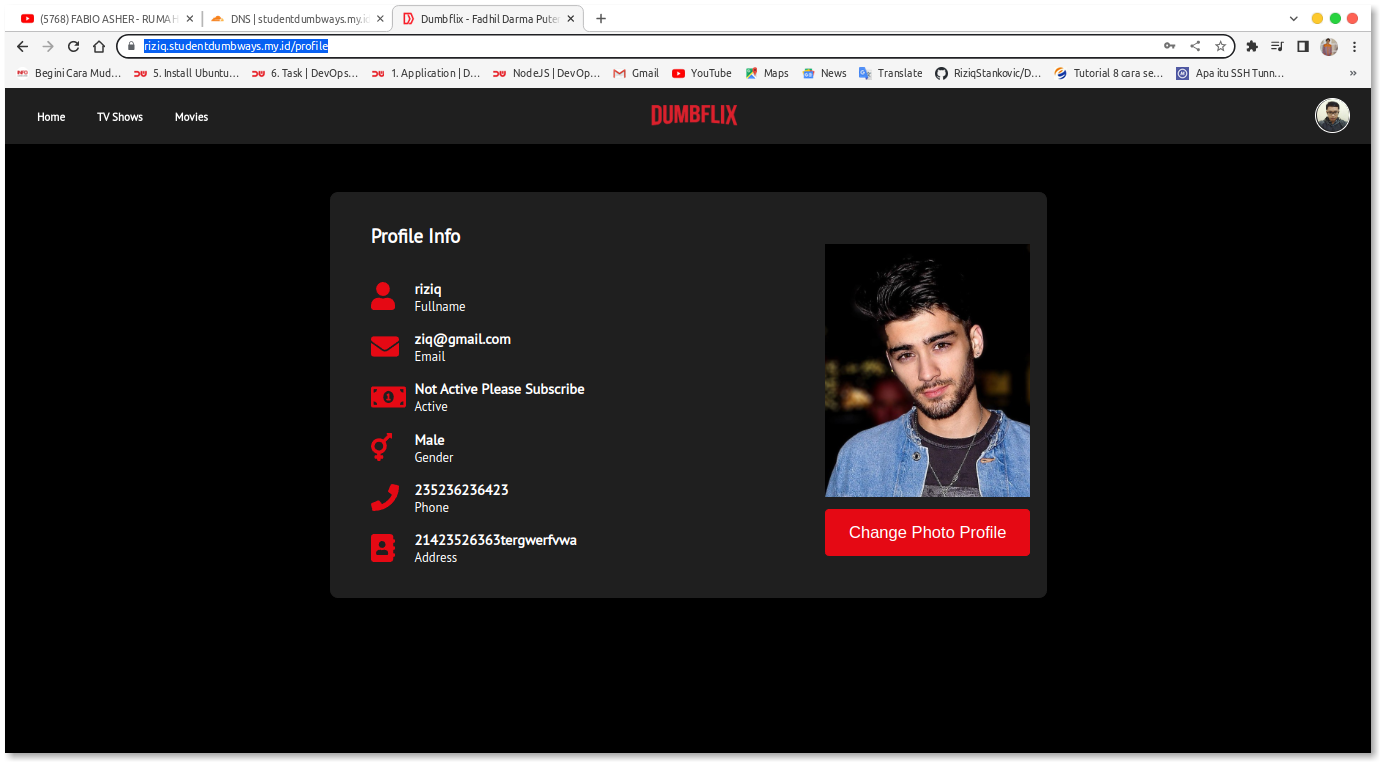 (5768) FABIO ASHER - RUMAH
DNS | studentdumbways.my.id
Dumbflix - Fadhil Darma Puter
riziq.studentdumbways.my.id/profile
Begini Cara Mud... 5. Install Ubuntu... 6. Task | DevOps... 1. Application | D... NodeJS | DevOp... Gmail YouTube Maps News Translate RiziqStankovic/D... Tutorial 8 cara se... Apa itu SSH Tunn... »
Home TV Shows Movies DUMBFLIX
Profile Info
riziq
Fullname
ziq@gmail.com
Email
Not Active Please Subscribe
Active
Male
Gender
235236236423
Phone
21423526363tergwerfvwa
Address
Change Photo Profile